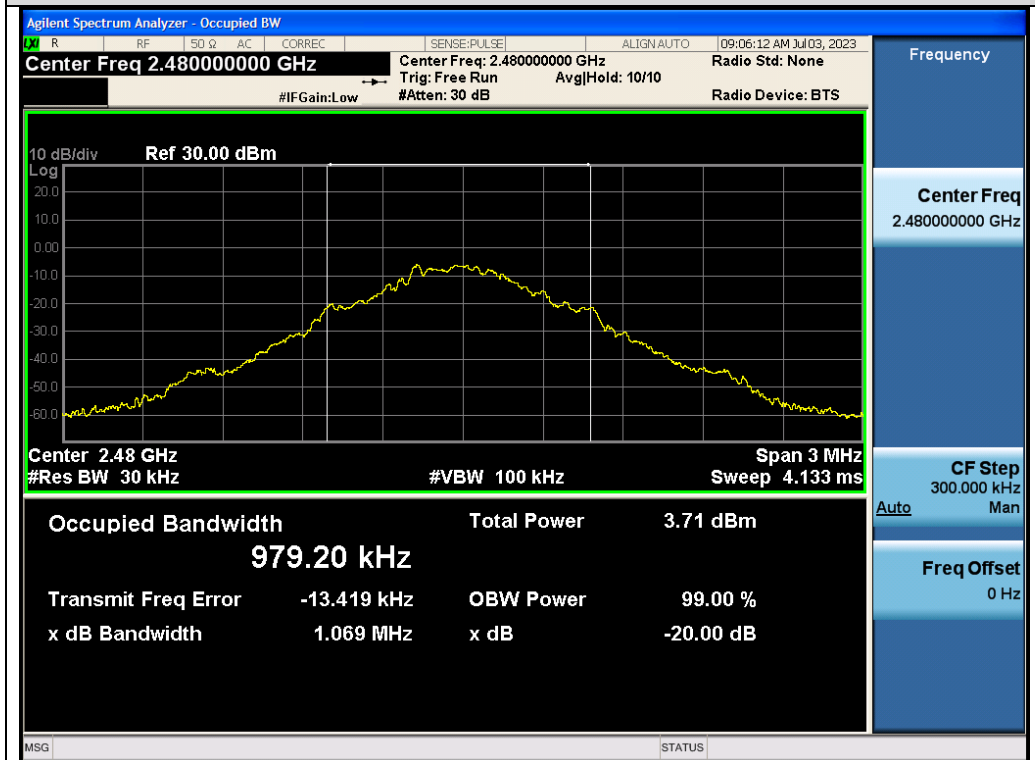 Agilent Spectrum Analyzer - Occupied BW
LXI R RF 50 Ω AC CORREC SENSE:PULSE ALIGN AUTO 09:06:12 AM Jul 03, 2023
Center Freq 2.480000000 GHz
#IFGain:Low
Center Freq: 2.480000000 GHz
Trig: Free Run Avg|Hold: 10/10
#Atten: 30 dB
Radio Std: None
Radio Device: BTS
10 dB/div Ref 30.00 dBm
Log
20.0
10.0
0.00
-10.0
-20.0
-30.0
-40.0
-50.0
-60.0
Center 2.48 GHz Span 3 MHz
#Res BW 30 kHz #VBW 100 kHz Sweep 4.133 ms
Occupied Bandwidth Total Power 3.71 dBm
979.20 kHz
Transmit Freq Error -13.419 kHz OBW Power 99.00 %
x dB Bandwidth 1.069 MHz x dB -20.00 dB
MSG STATUS
Frequency
Center Freq
2.480000000 GHz
CF Step
300.000 kHz
Auto Man
Freq Offset
0 Hz